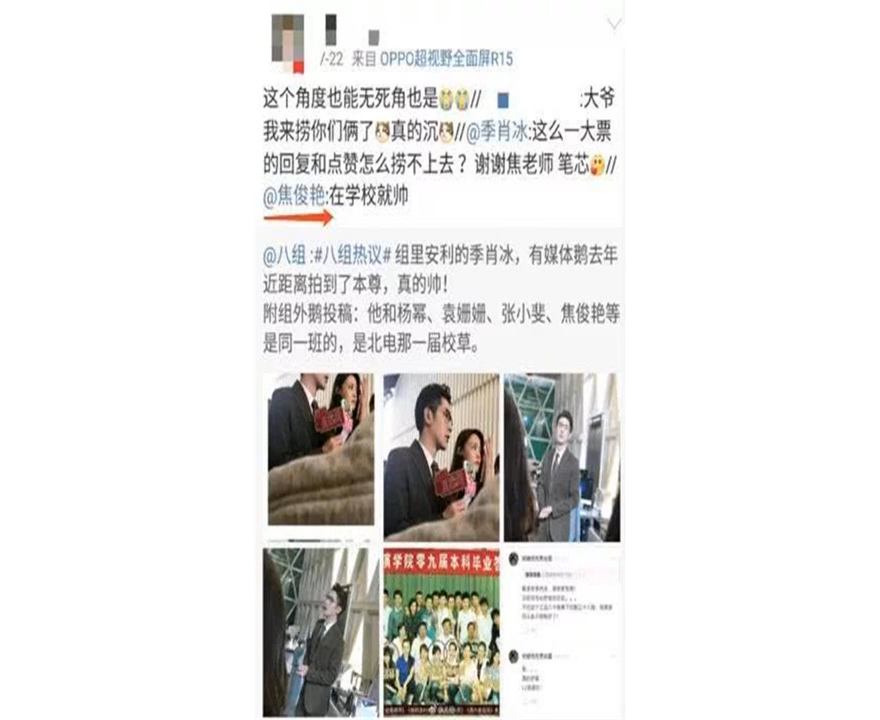 /-22 来自 OPPO超视野全面屏R15
这个角度也能无死角也是😭😭// :大爷
我来捞你们俩了真的沉//@季肖冰:这么一大票
的回复和点赞怎么捞不上去？谢谢焦老师 笔芯//
@焦俊艳:在学校就帅
@八组 :#八组热议# 组里安利的季肖冰，有媒体鹅去年
近距离拍到了本尊，真的帅！
附组外鹅投稿：他和杨幂、袁姗姗、张小斐、焦俊艳等
是同一班的，是北电那一届校草。
演学院零九届本科毕业